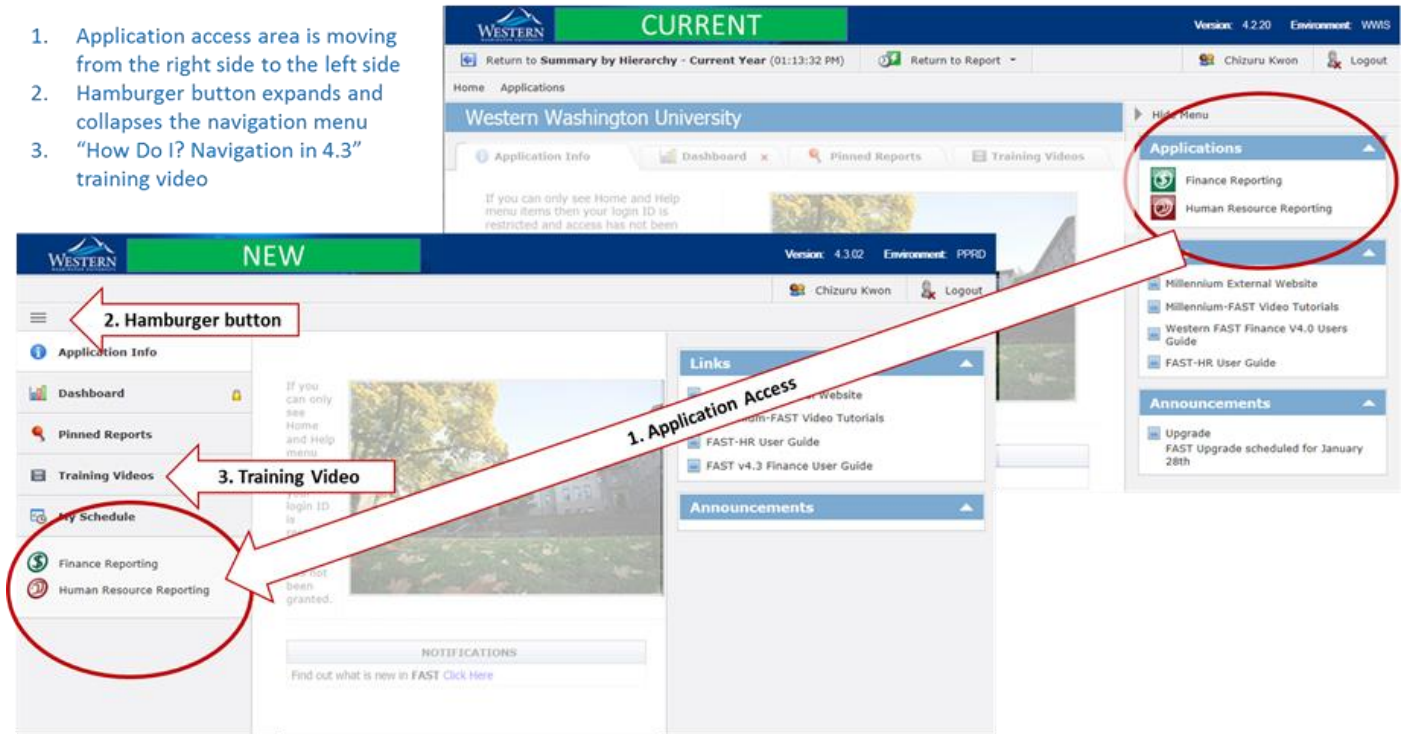 1. Application access area is moving
from the right side to the left side
2. Hamburger button expands and
collapses the navigation menu
3. “How Do I? Navigation in 4.3”
training video
WESTERN
CURRENT
Version: 4.2.20 Environment: WWIS
Return to Summary by Hierarchy - Current Year (01:13:32 PM)
Return to Report
Chizuru Kwon
Logout
Home Applications
Western Washington University
Hide Menu
Application Info
Dashboard x
Pinned Reports
Training Videos
If you can only see Home and Help
menu items then your login ID is
restricted and access has not been
Applications
Finance Reporting
Human Resource Reporting
Millennium External Website
Millennium-FAST Video Tutorials
Western FAST Finance V4.0 Users
Guide
FAST-HR User Guide
Announcements
Upgrade
FAST Upgrade scheduled for January
28th
WESTERN
NEW
Version: 4.3.02 Environment: PPRD
Chizuru Kwon
Logout
2. Hamburger button
Application Info
Dashboard
Pinned Reports
Training Videos
3. Training Video
My Schedule
Finance Reporting
Human Resource Reporting
If you
can only
see
Home
and Help
menu
your
login ID
is
not
been
granted.
1. Application Access
Links
Website
-FAST Video Tutorials
FAST-HR User Guide
FAST v4.3 Finance User Guide
Announcements
NOTIFICATIONS
Find out what is new in FAST Click Here